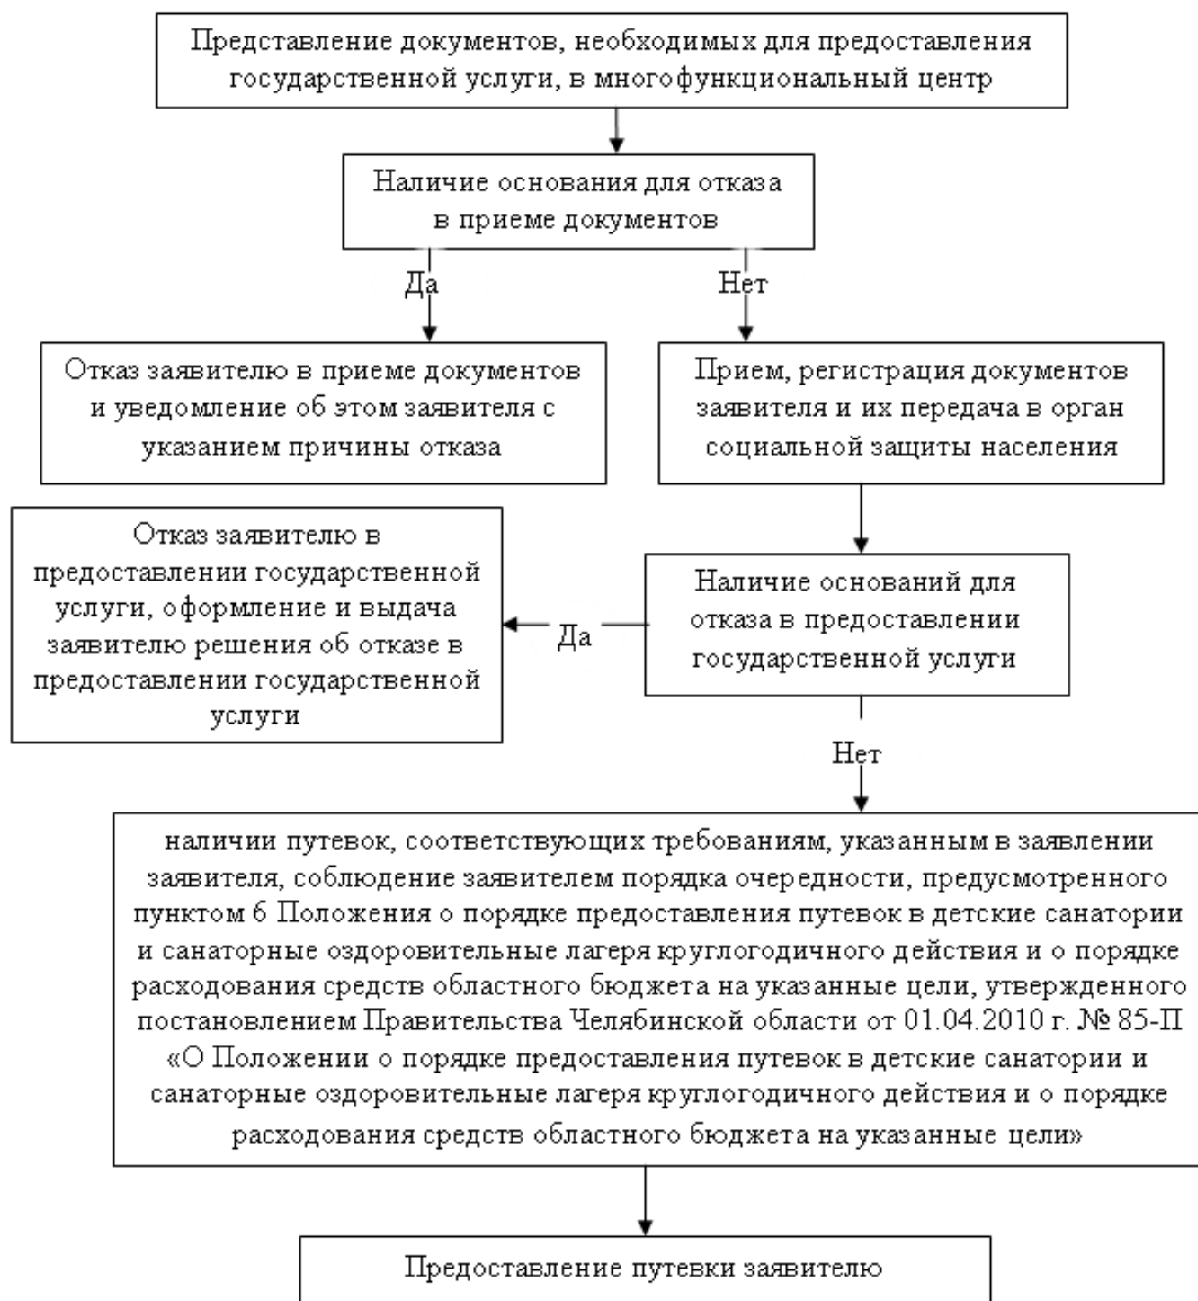 Представление документов, необходимых для предоставления
государственной услуги, в многофункциональный центр
Наличие основания для отказа
в приеме документов
Да
Нет
Отказ заявителю в приеме документов
и уведомление об этом заявителя с
указанием причины отказа
Прием, регистрация документов
заявителя и их передача в орган
социальной защиты населения
Отказ заявителю в
предоставлении государственной
услуги, оформление и выдача
заявителю решения об отказе в
предоставлении государственной
услуги
Да
Наличие оснований для
отказа в предоставлении
государственной услуги
Нет
наличии путевок, соответствующих требованиям, указанным в заявлении
заявителя, соблюдение заявителем порядка очередности, предусмотренного
пунктом 6 Положения о порядке предоставления путевок в детские санатории
и санаторные оздоровительные лагеря круглогодичного действия и о порядке
расходования средств областного бюджета на указанные цели, утвержденного
постановлением Правительства Челябинской области от 01.04.2010 г. № 85-П
«О Положении о порядке предоставления путевок в детские санатории и
санаторные оздоровительные лагеря круглогодичного действия и о порядке
расходования средств областного бюджета на указанные цели»
Предоставление путевки заявителю